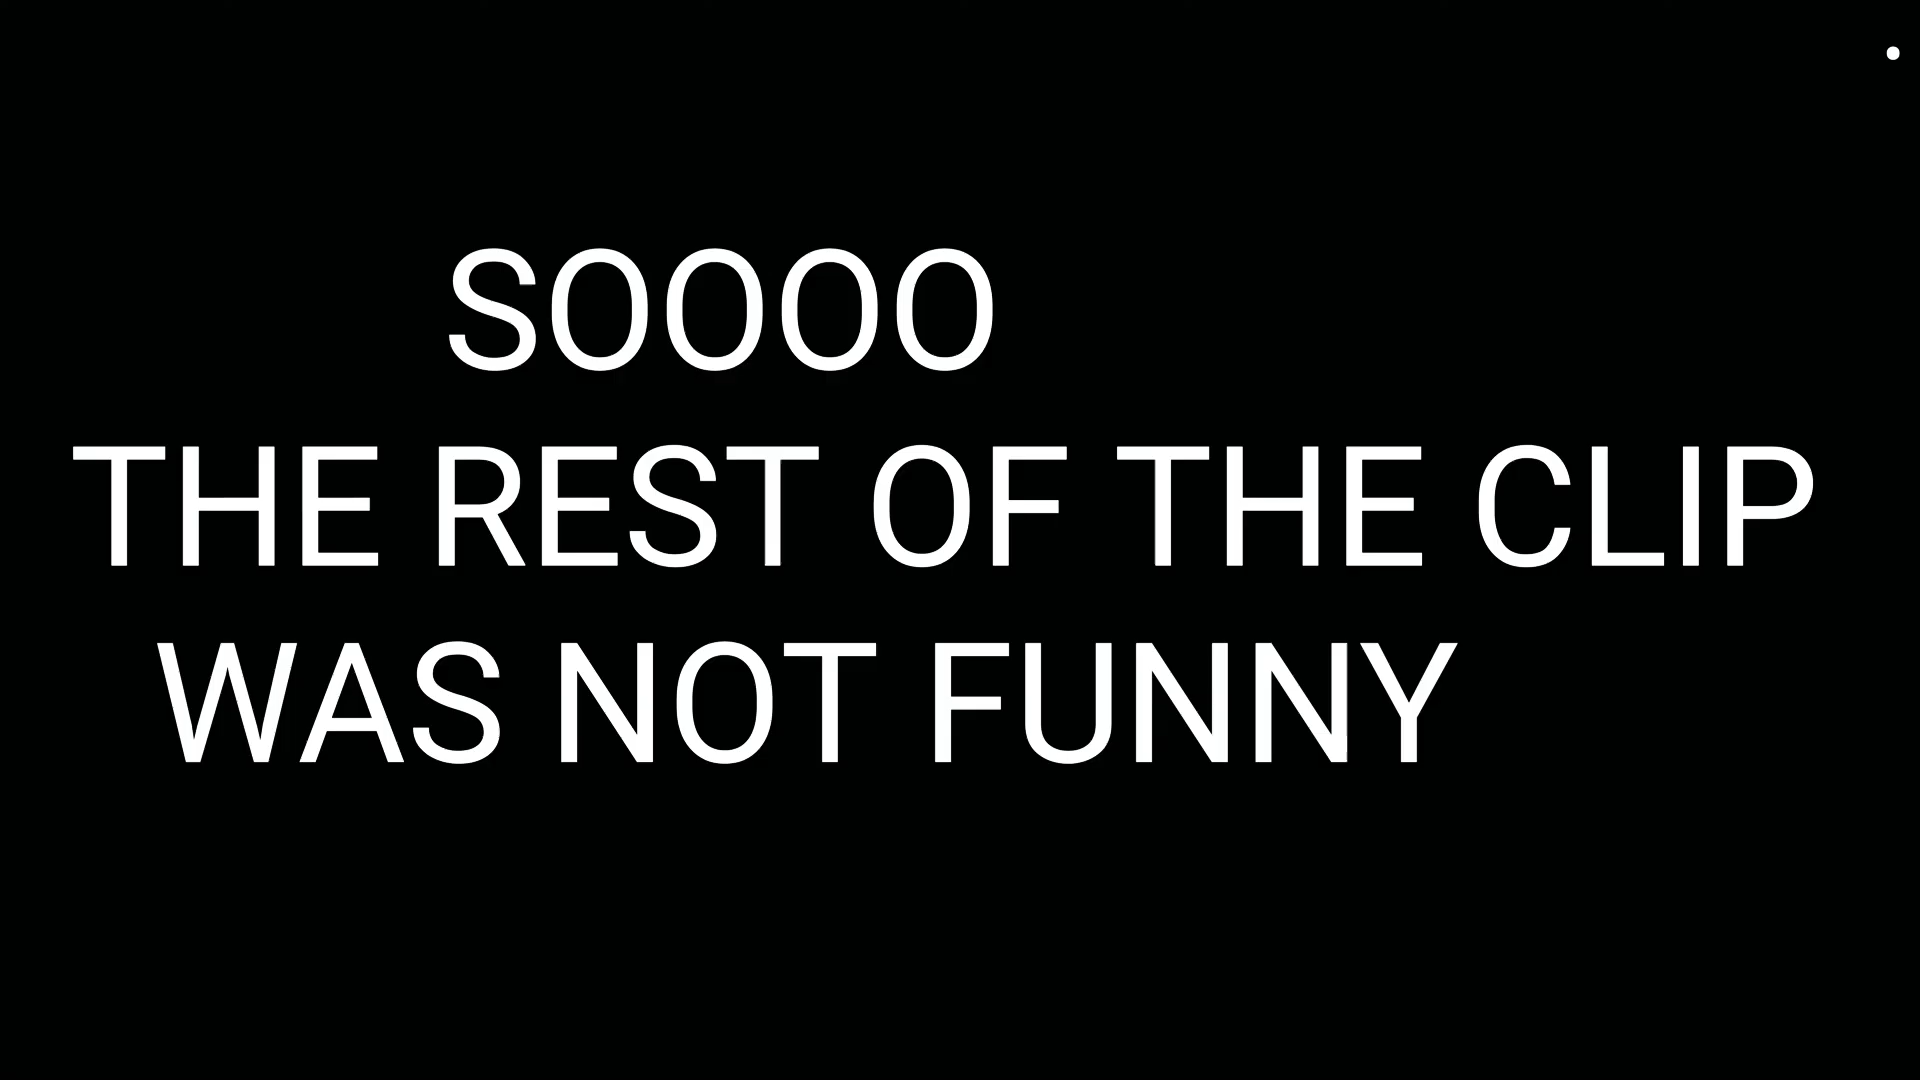 SOOOO
THE REST OF THE CLIP
WAS NOT FUNNY